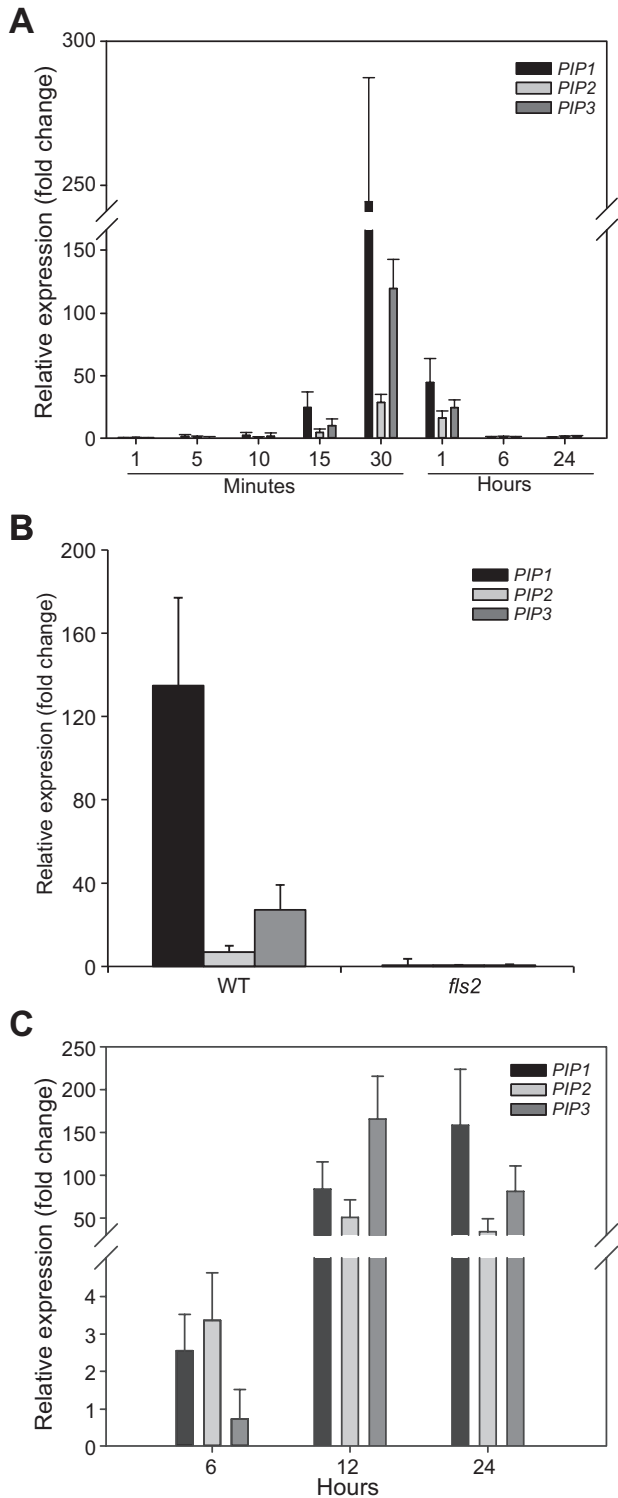 A
Relative expression (fold change)
300
250
150
100
50
0
PIP1
PIP2
PIP3
1 5 10 15 30 1 6 24
Minutes Hours
B
Relative expresion (fold change)
200
160
120
80
40
0
PIP1
PIP2
PIP3
WT fls2
C
Relative expression (fold change)
250
200
150
100
50
4
3
2
1
0
PIP1
PIP2
PIP3
6 12 24
Hours